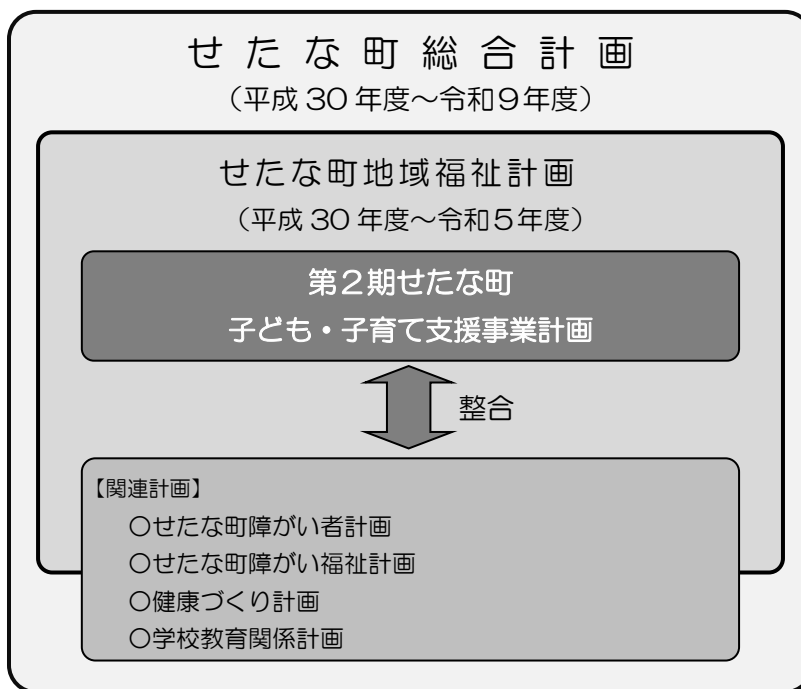 せたな町総合計画
（平成 30 年度～令和９年度）
せたな町地域福祉計画
（平成 30 年度～令和５年度）
第２期せたな町
子ども・子育て支援事業計画
整合
【関連計画】
○せたな町障がい者計画
○せたな町障がい福祉計画
○健康づくり計画
○学校教育関係計画